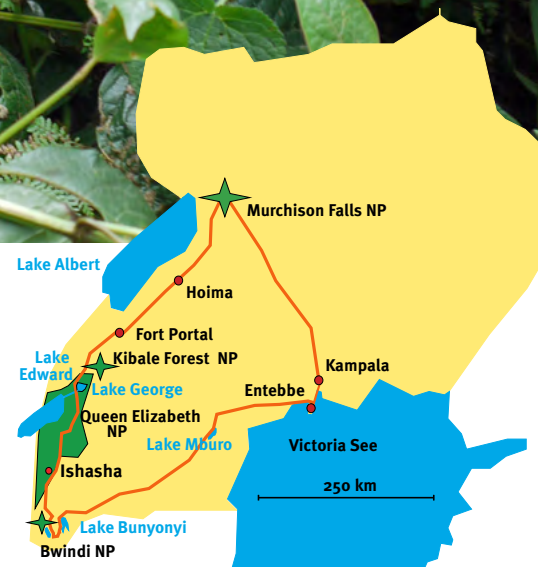 Murchison Falls NP
Lake Albert
Hoima
Fort Portal
Lake
Edward
Kibale Forest  NP
Kampala
Lake George
Entebbe
Queen Elizabeth
NP
Lake Mburo
Victoria See
Ishasha
250 km
Lake Bunyonyi
Bwindi NP